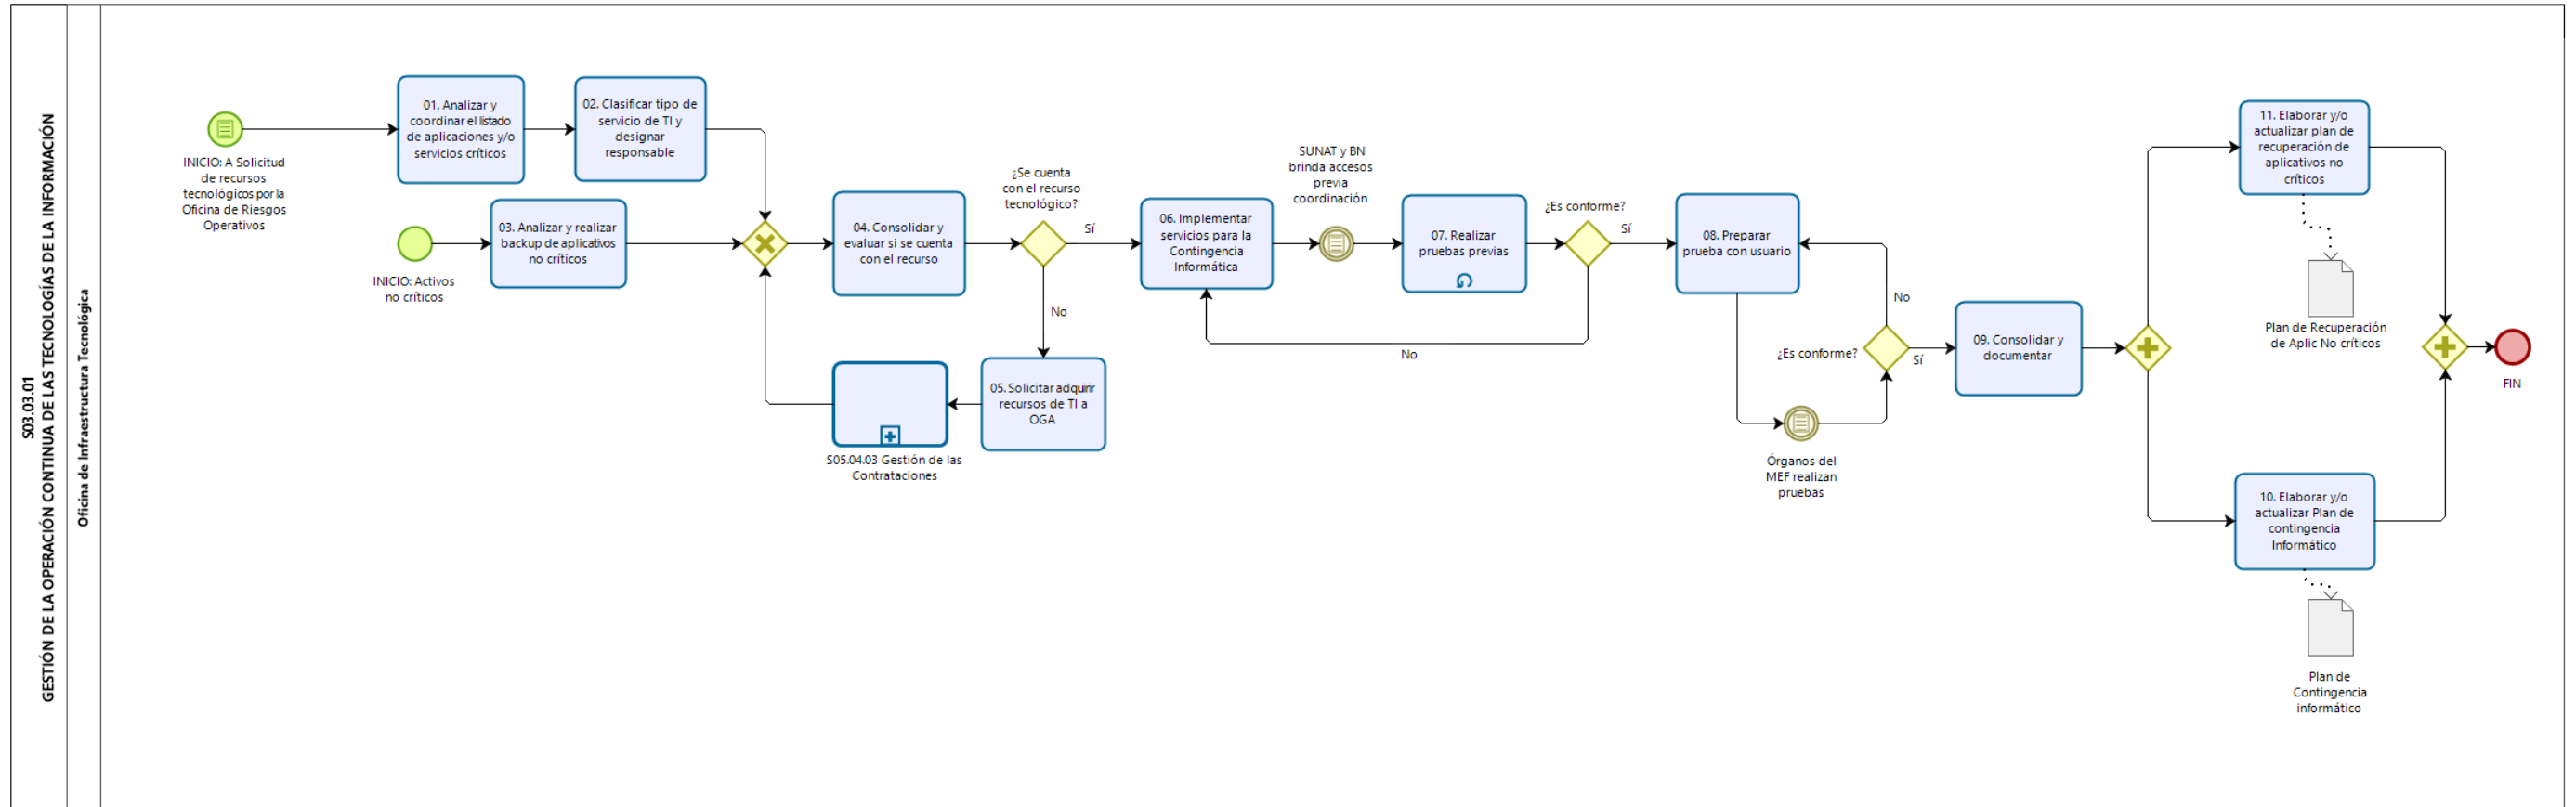 S03.03.01
GESTIÓN DE LA OPERACIÓN CONTINUA DE LAS TECNOLOGÍAS DE LA INFORMACIÓN
Oficina de Infraestructura Tecnológica
INICIO: A Solicitud
de recursos
tecnológicos por la
Oficina de Riesgos
Operativos
01. Analizar y
coordinar el listado
de aplicaciones y/o
servicios críticos
02. Clasificar tipo de
servicio de TI y
designar
responsable
INICIO: Activos
no críticos
03. Analizar y realizar
backup de aplicativos
no críticos
04. Consolidar y
evaluar si se cuenta
con el recurso
¿Se cuenta
con el recurso
tecnológico?
Sí
No
05. Solicitar adquirir
recursos de TI a
OGA
S05.04.03 Gestión de las
Contrataciones
06. Implementar
servicios para la
Contingencia
Informática
SUNAT y BN
brinda accesos
previa
coordinación
07. Realizar
pruebas previas
¿Es conforme?
Sí
No
08. Preparar
prueba con usuario
Órganos del
MEF realizan
pruebas
¿Es conforme?
No
Sí
09. Consolidar y
documentar
11. Elaborar y/o
actualizar plan de
recuperación de
aplicativos no
críticos
Plan de Recuperación
de Aplic No críticos
10. Elaborar y/o
actualizar Plan de
contingencia
Informático
Plan de
Contingencia
informático
FIN